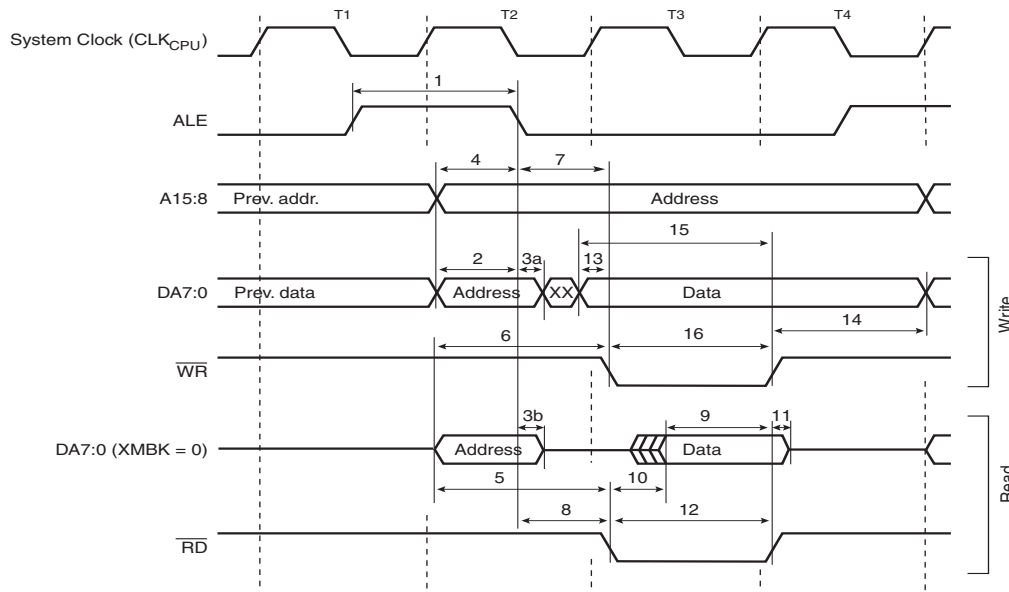 T1 T2 T3 T4
System Clock (CLKCPU)
1
ALE
4 7
A15:8 Prev. addr. Address
15
2 3a 13
DA7:0 Prev. data Address XX Data
14
6 16
WR
Write
3b 9 11
DA7:0 (XMBK = 0) Address Data
5 10
8 12
RD
Read